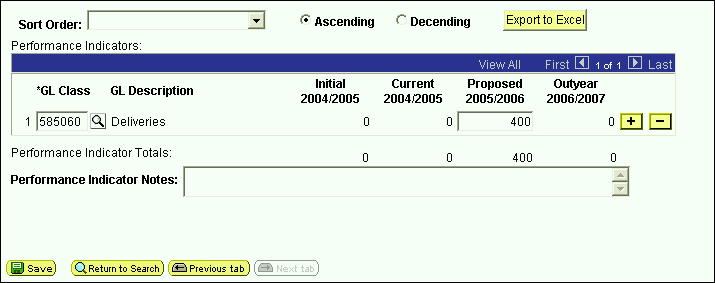 Sort Order: Ascending Decending Export to Excel
Performance Indicators:
View All First 1 of 1 Last
*GL Class GL Description Initial 2004/2005 Current 2004/2005 Proposed 2005/2006 Outyear 2006/2007
1 585060 Deliveries 0 0 400 0 + −
Performance Indicator Totals: 0 0 400 0
Performance Indicator Notes:
Save Return to Search Previous tab Next tab